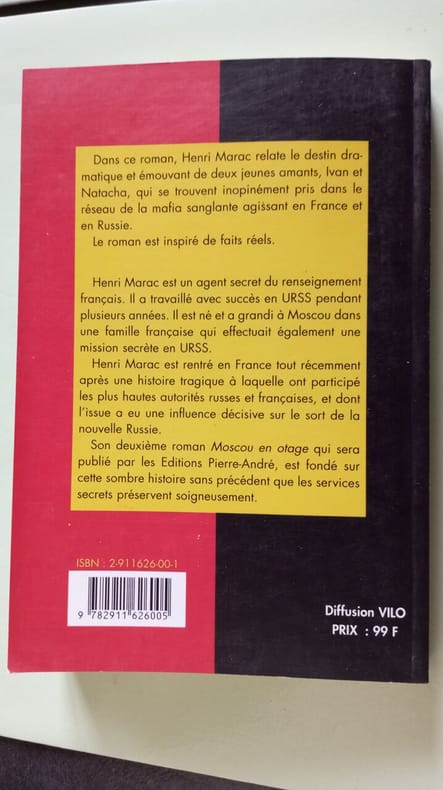 Dans ce roman, Henri Marac relate le destin dra-
matique et émouvant de deux jeunes amants, Ivan et
Natacha, qui se trouvent inopinément pris dans le
réseau de la mafia sanglante agissant en France et
en Russie.
Le roman est inspiré de faits réels.
Henri Marac est un agent secret du renseignement
français. Il a travaillé avec succès en URSS pendant
plusieurs années. Il est né et a grandi à Moscou dans
une famille française qui effectuait également une
mission secrète en URSS.
Henri Marac est rentré en France tout récemment
après une histoire tragique à laquelle ont participé
les plus hautes autorités russes et françaises, et dont
l'issue a eu une influence décisive sur le sort de la
nouvelle Russie.
Son deuxième roman Moscou en otage qui sera
publié par les Editions Pierre-André, est fondé sur
cette sombre histoire sans précédent que les services
secrets préservent soigneusement.
ISBN : 2-911626-00-1
9 782911 626005
Diffusion VILO
PRIX : 99 F